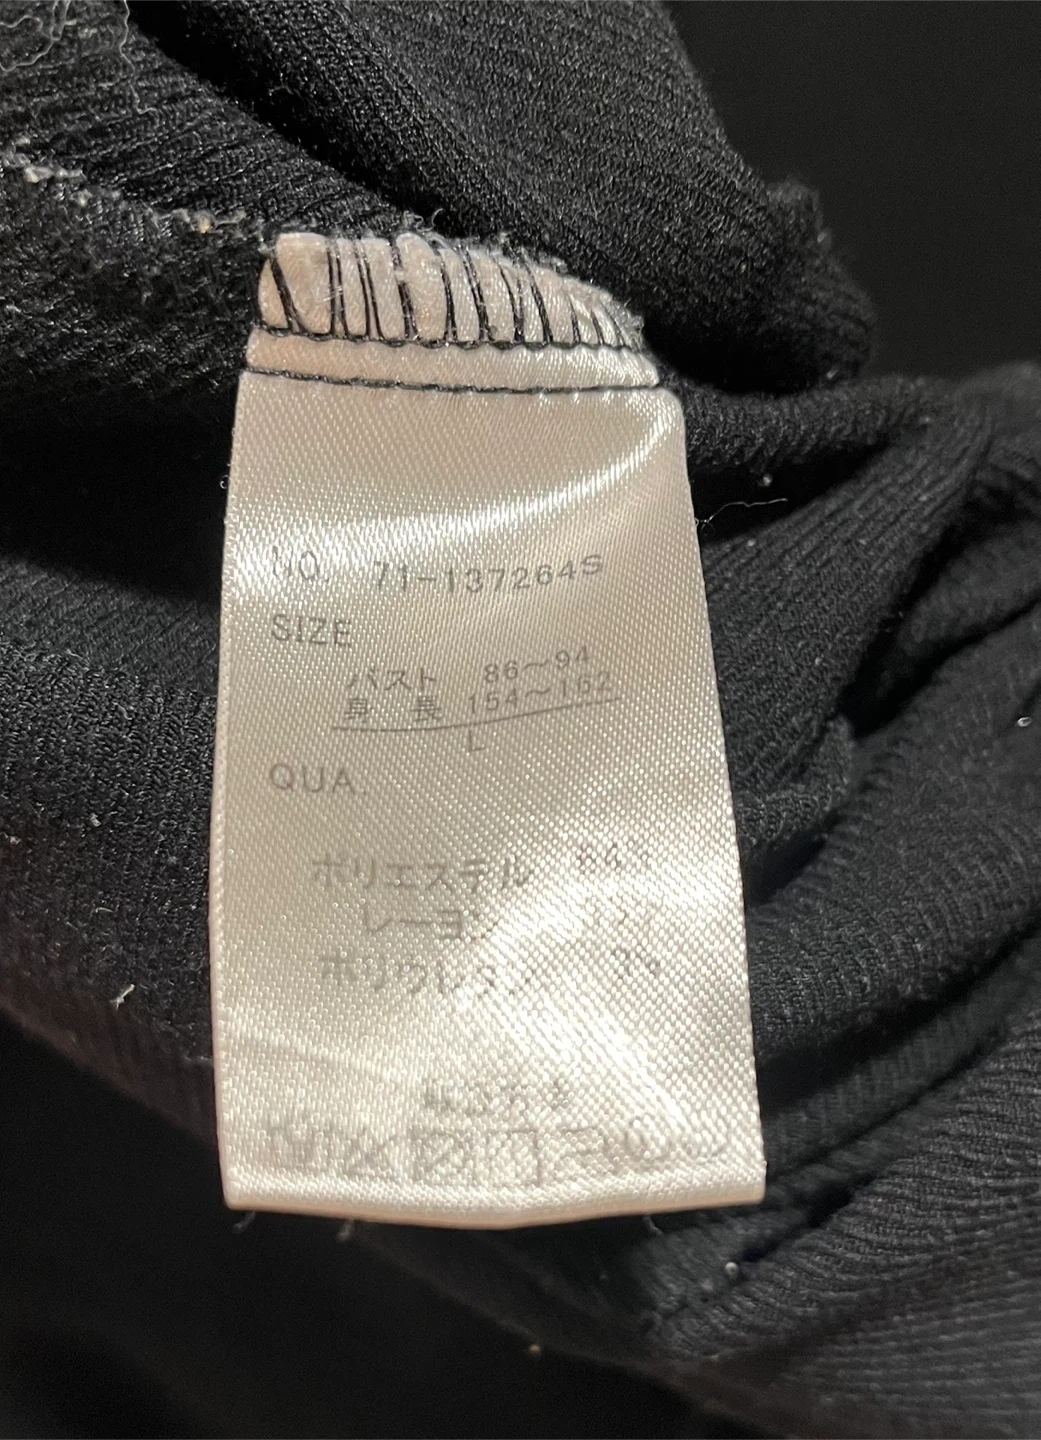 NO. 71-137264S
SIZE
バスト 86〜94
身長 154〜162
L
QUA.
ポリエステル
レーヨン
ポリウレタン 3%